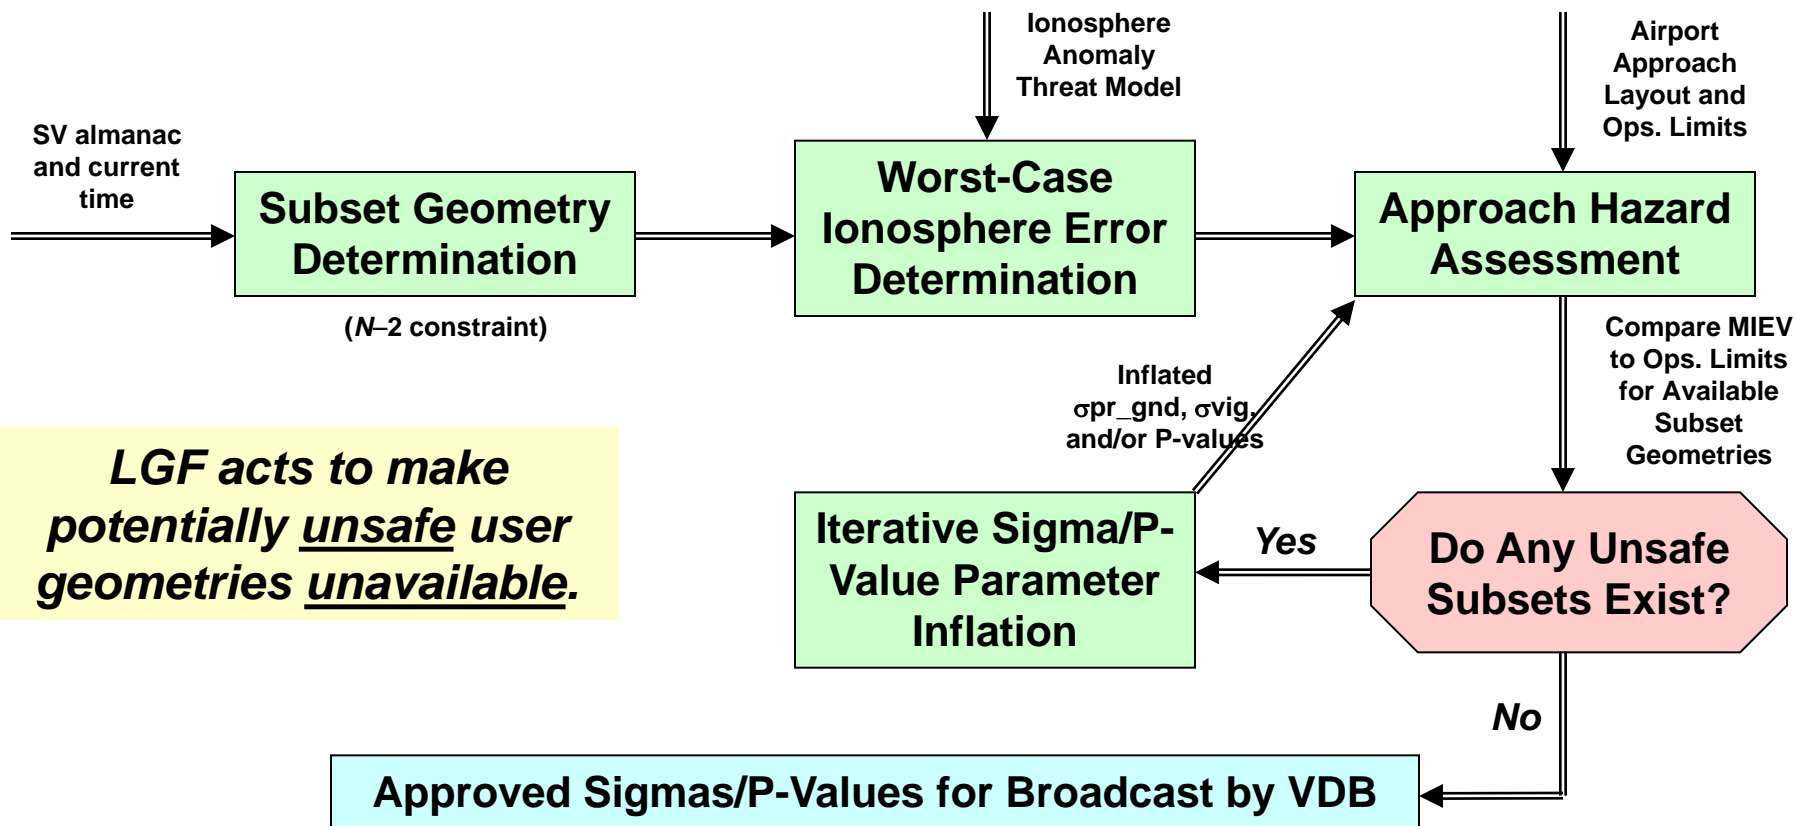 Ionosphere
Anomaly
Threat Model
Airport
Approach
Layout and
Ops. Limits
SV almanac
and current
time
Subset Geometry
Determination
(N–2 constraint)
Worst-Case
Ionosphere Error
Determination
Approach Hazard
Assessment
Compare MIEV
to Ops. Limits
for Available
Subset
Geometries
Inflated
σpr_gnd, σvig,
and/or P-values
LGF acts to make
potentially unsafe user
geometries unavailable.
Iterative Sigma/P-
Value Parameter
Inflation
Yes
Do Any Unsafe
Subsets Exist?
No
Approved Sigmas/P-Values for Broadcast by VDB